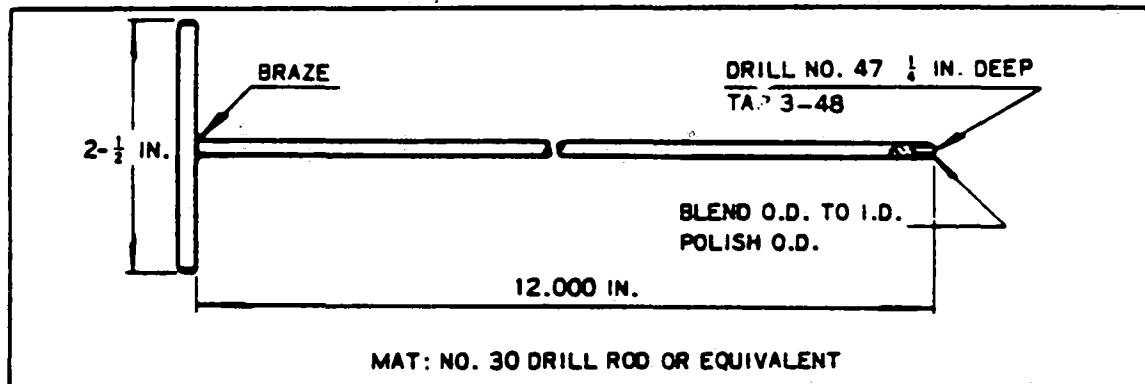 BRAZE
DRILL NO. 47 1/4 IN. DEEP
3-48
2-1/2 IN.
BLEND O.D. TO I.D.
POLISH O.D.
12.000 IN.
MAT: NO. 30 DRILL ROD OR EQUIVALENT